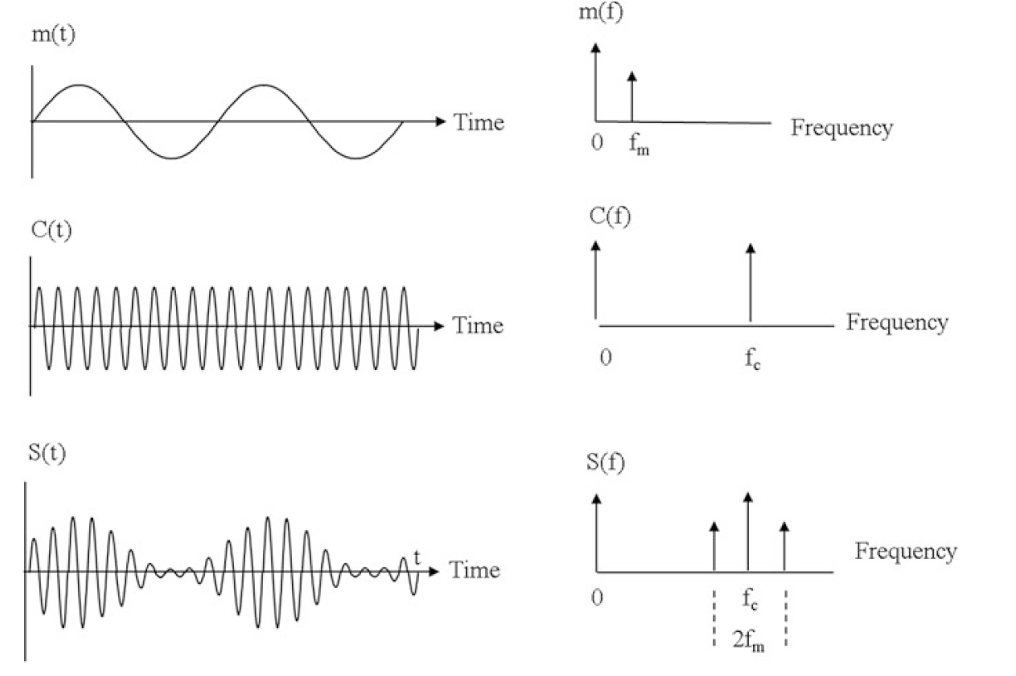 m(t)
Time
m(f)
Frequency
0 fm
C(t)
Time
C(f)
Frequency
0 fc
S(t)
t
Time
S(f)
Frequency
0 fc
2fm